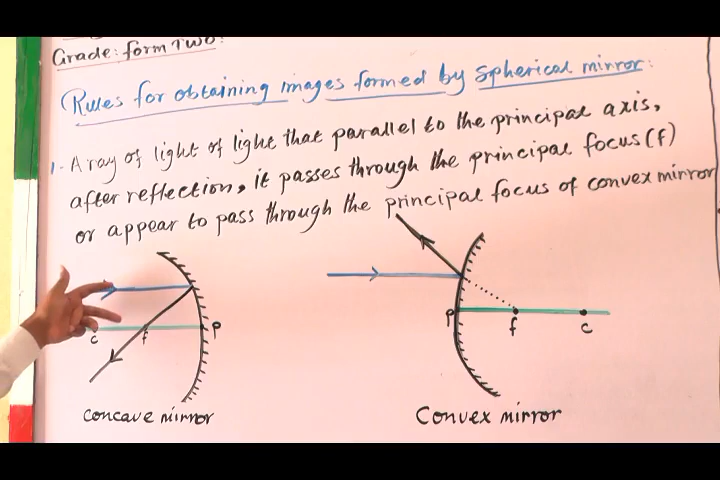 Grade: form Two:
Rules for obtaining images formed by spherical mirror:
1. A ray of light of light that parallel to the principal axis,
after reflection, it passes through the principal focus (f)
or appear to pass through the principal focus of convex mirror
c f P
P f c
concave mirror
Convex mirror